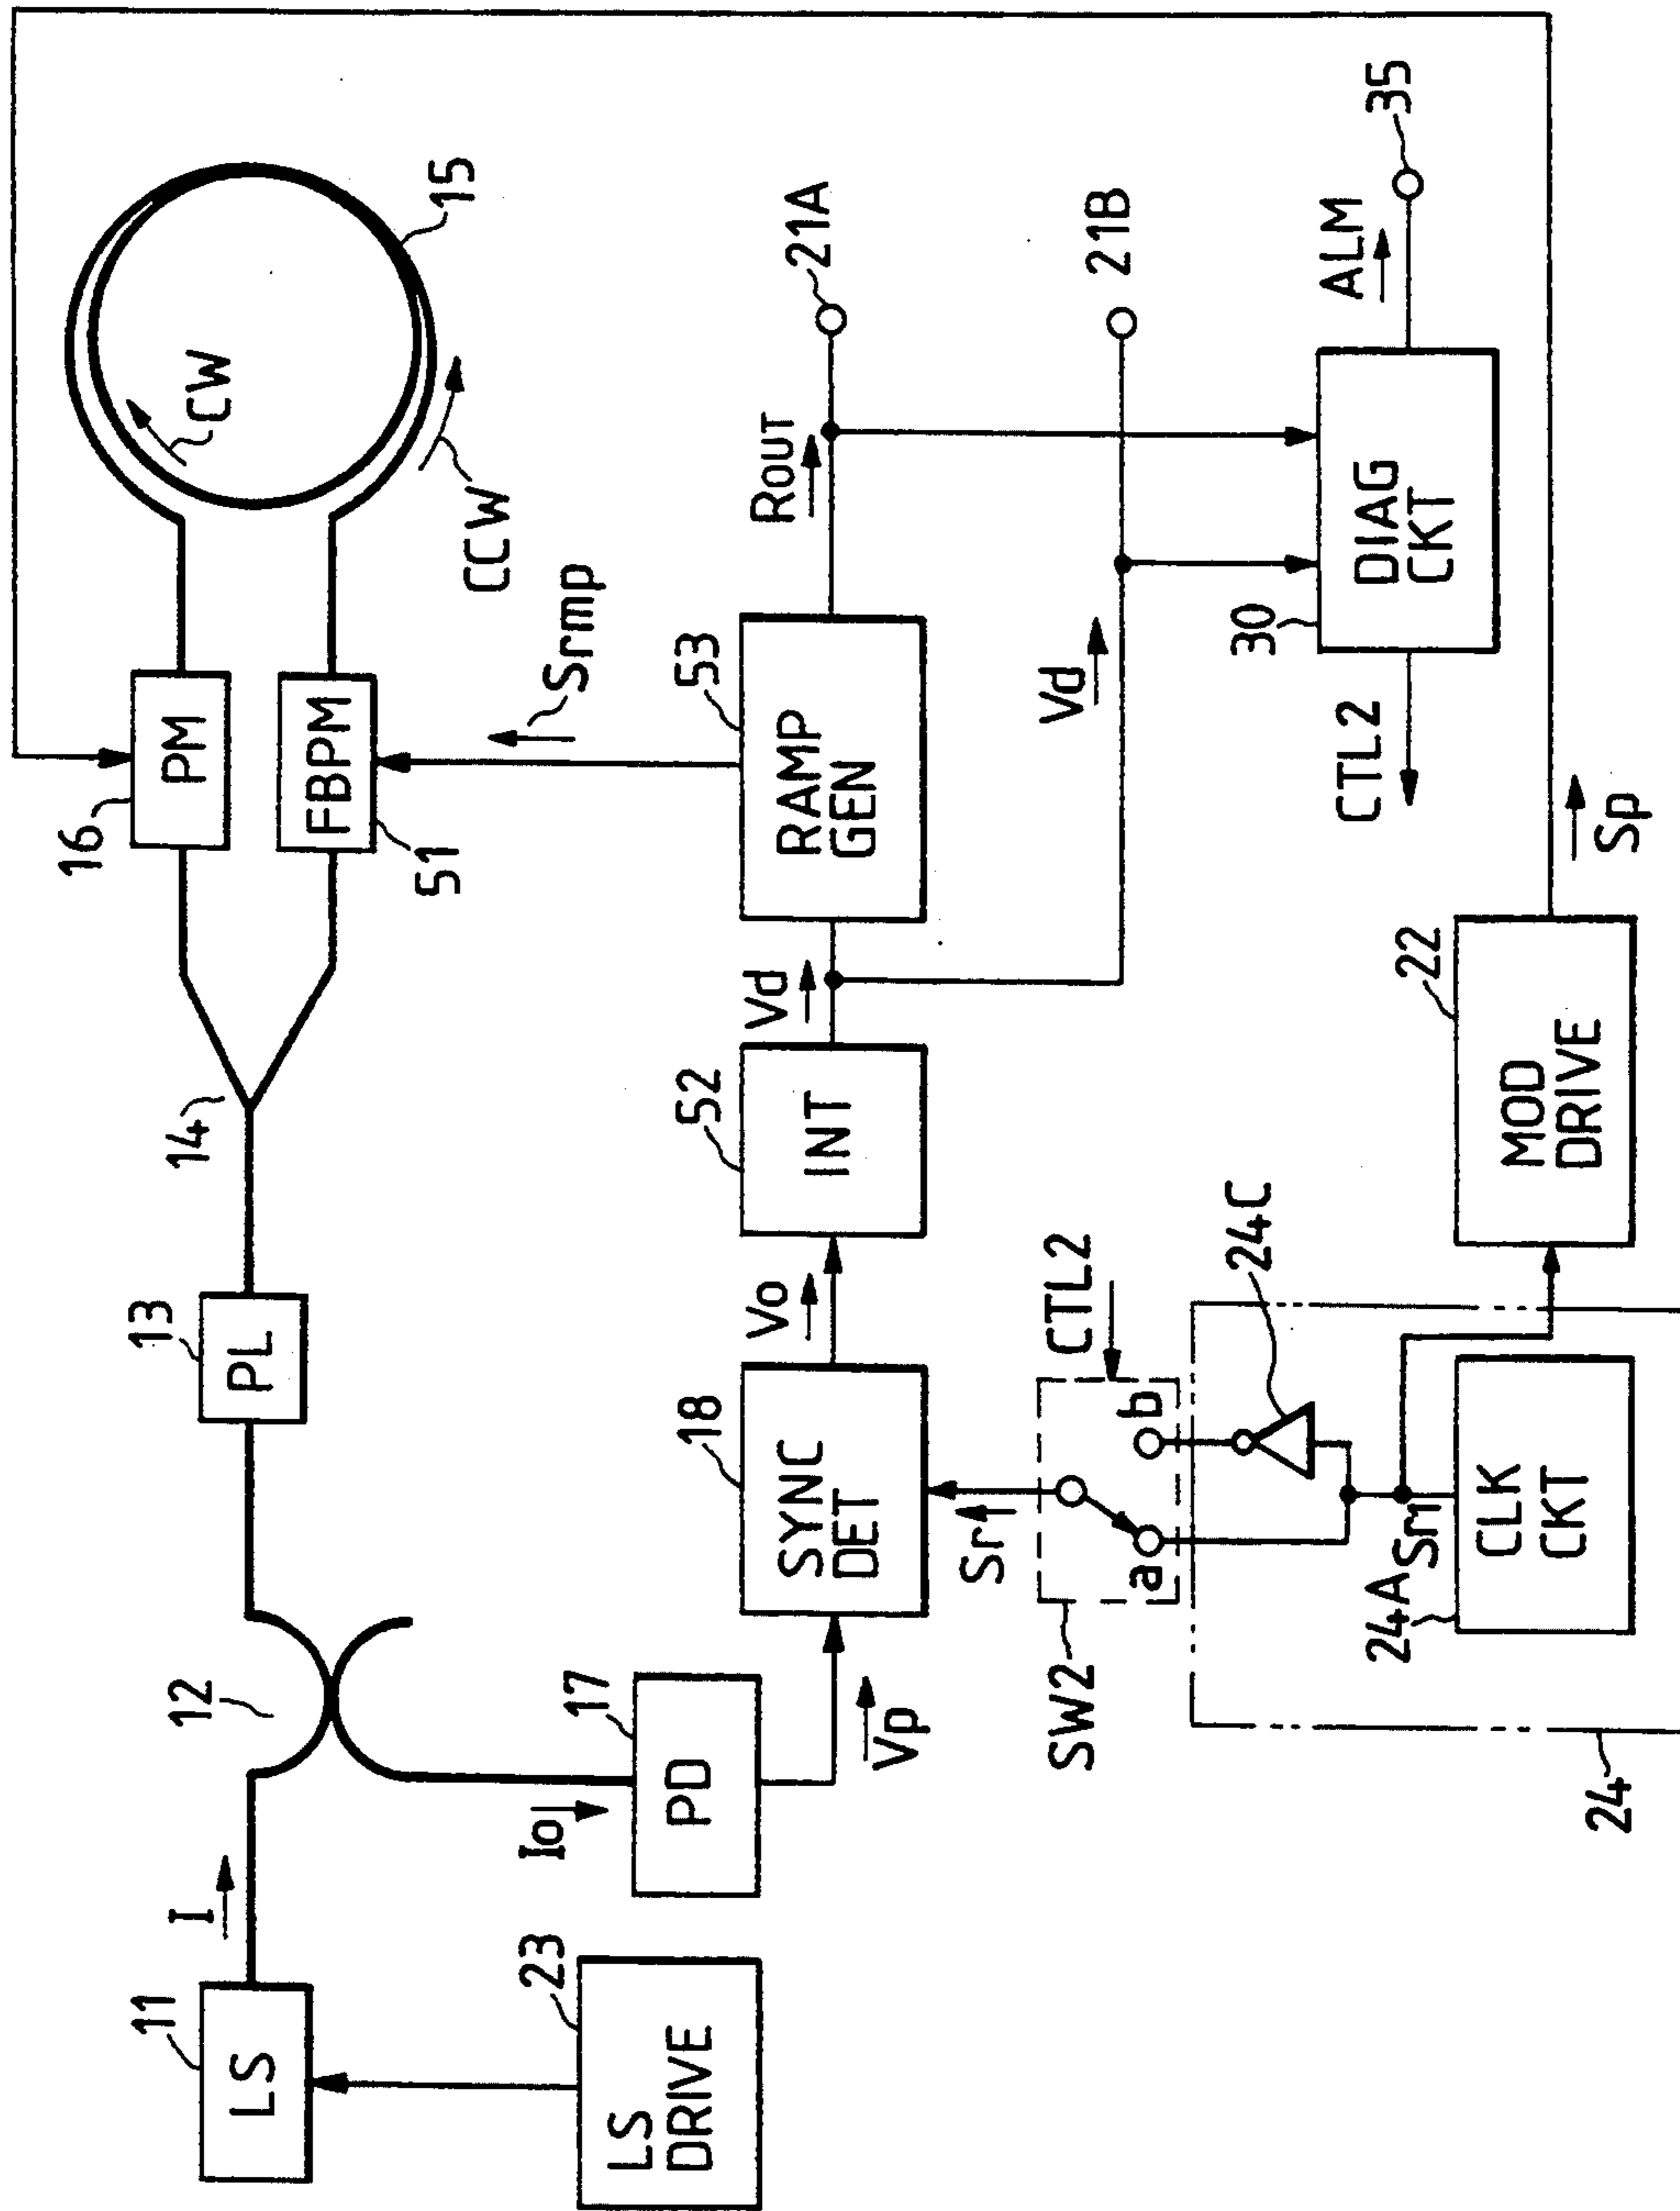 11
LS
I
12
13
PL
14
16
PM
FBPM
51
CW
CCW
15
Srmp
23
LS
DRIVE
Io
17
PD
Vp
18
SYNC
DET
Vo
52
INT
Vd
53
RAMP
GEN
ROUT
21A
Vd
21B
Sr
SW2
a
b
CTL2
24C
24A
Sm
CLK
CKT
24
22
MOD
DRIVE
Sp
30
DIAG
CKT
CTL2
ALM
35